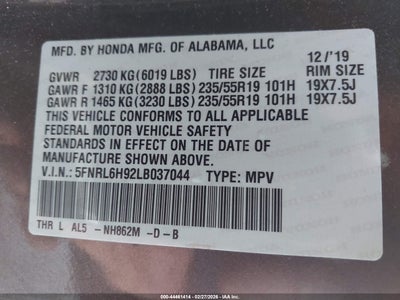 MFD. BY HONDA MFG. OF ALABAMA, LLC 12/'19
GVWR 2730 KG (6019 LBS) TIRE SIZE RIM SIZE
GAWR F 1310 KG (2888 LBS) 235/55R19 101H 19X7.5J
GAWR R 1465 KG (3230 LBS) 235/55R19 101H 19X7.5J
THIS VEHICLE CONFORMS TO ALL APPLICABLE
FEDERAL MOTOR VEHICLE SAFETY
STANDARDS IN EFFECT ON THE DATE OF
MANUFACTURE SHOWN ABOVE.
V.I.N.: 5FNRL6H92LB037044 TYPE: MPV
THR L AL5 -NH862M -D-B
000-44461414 - 02/27/2026 - IAAI.COM